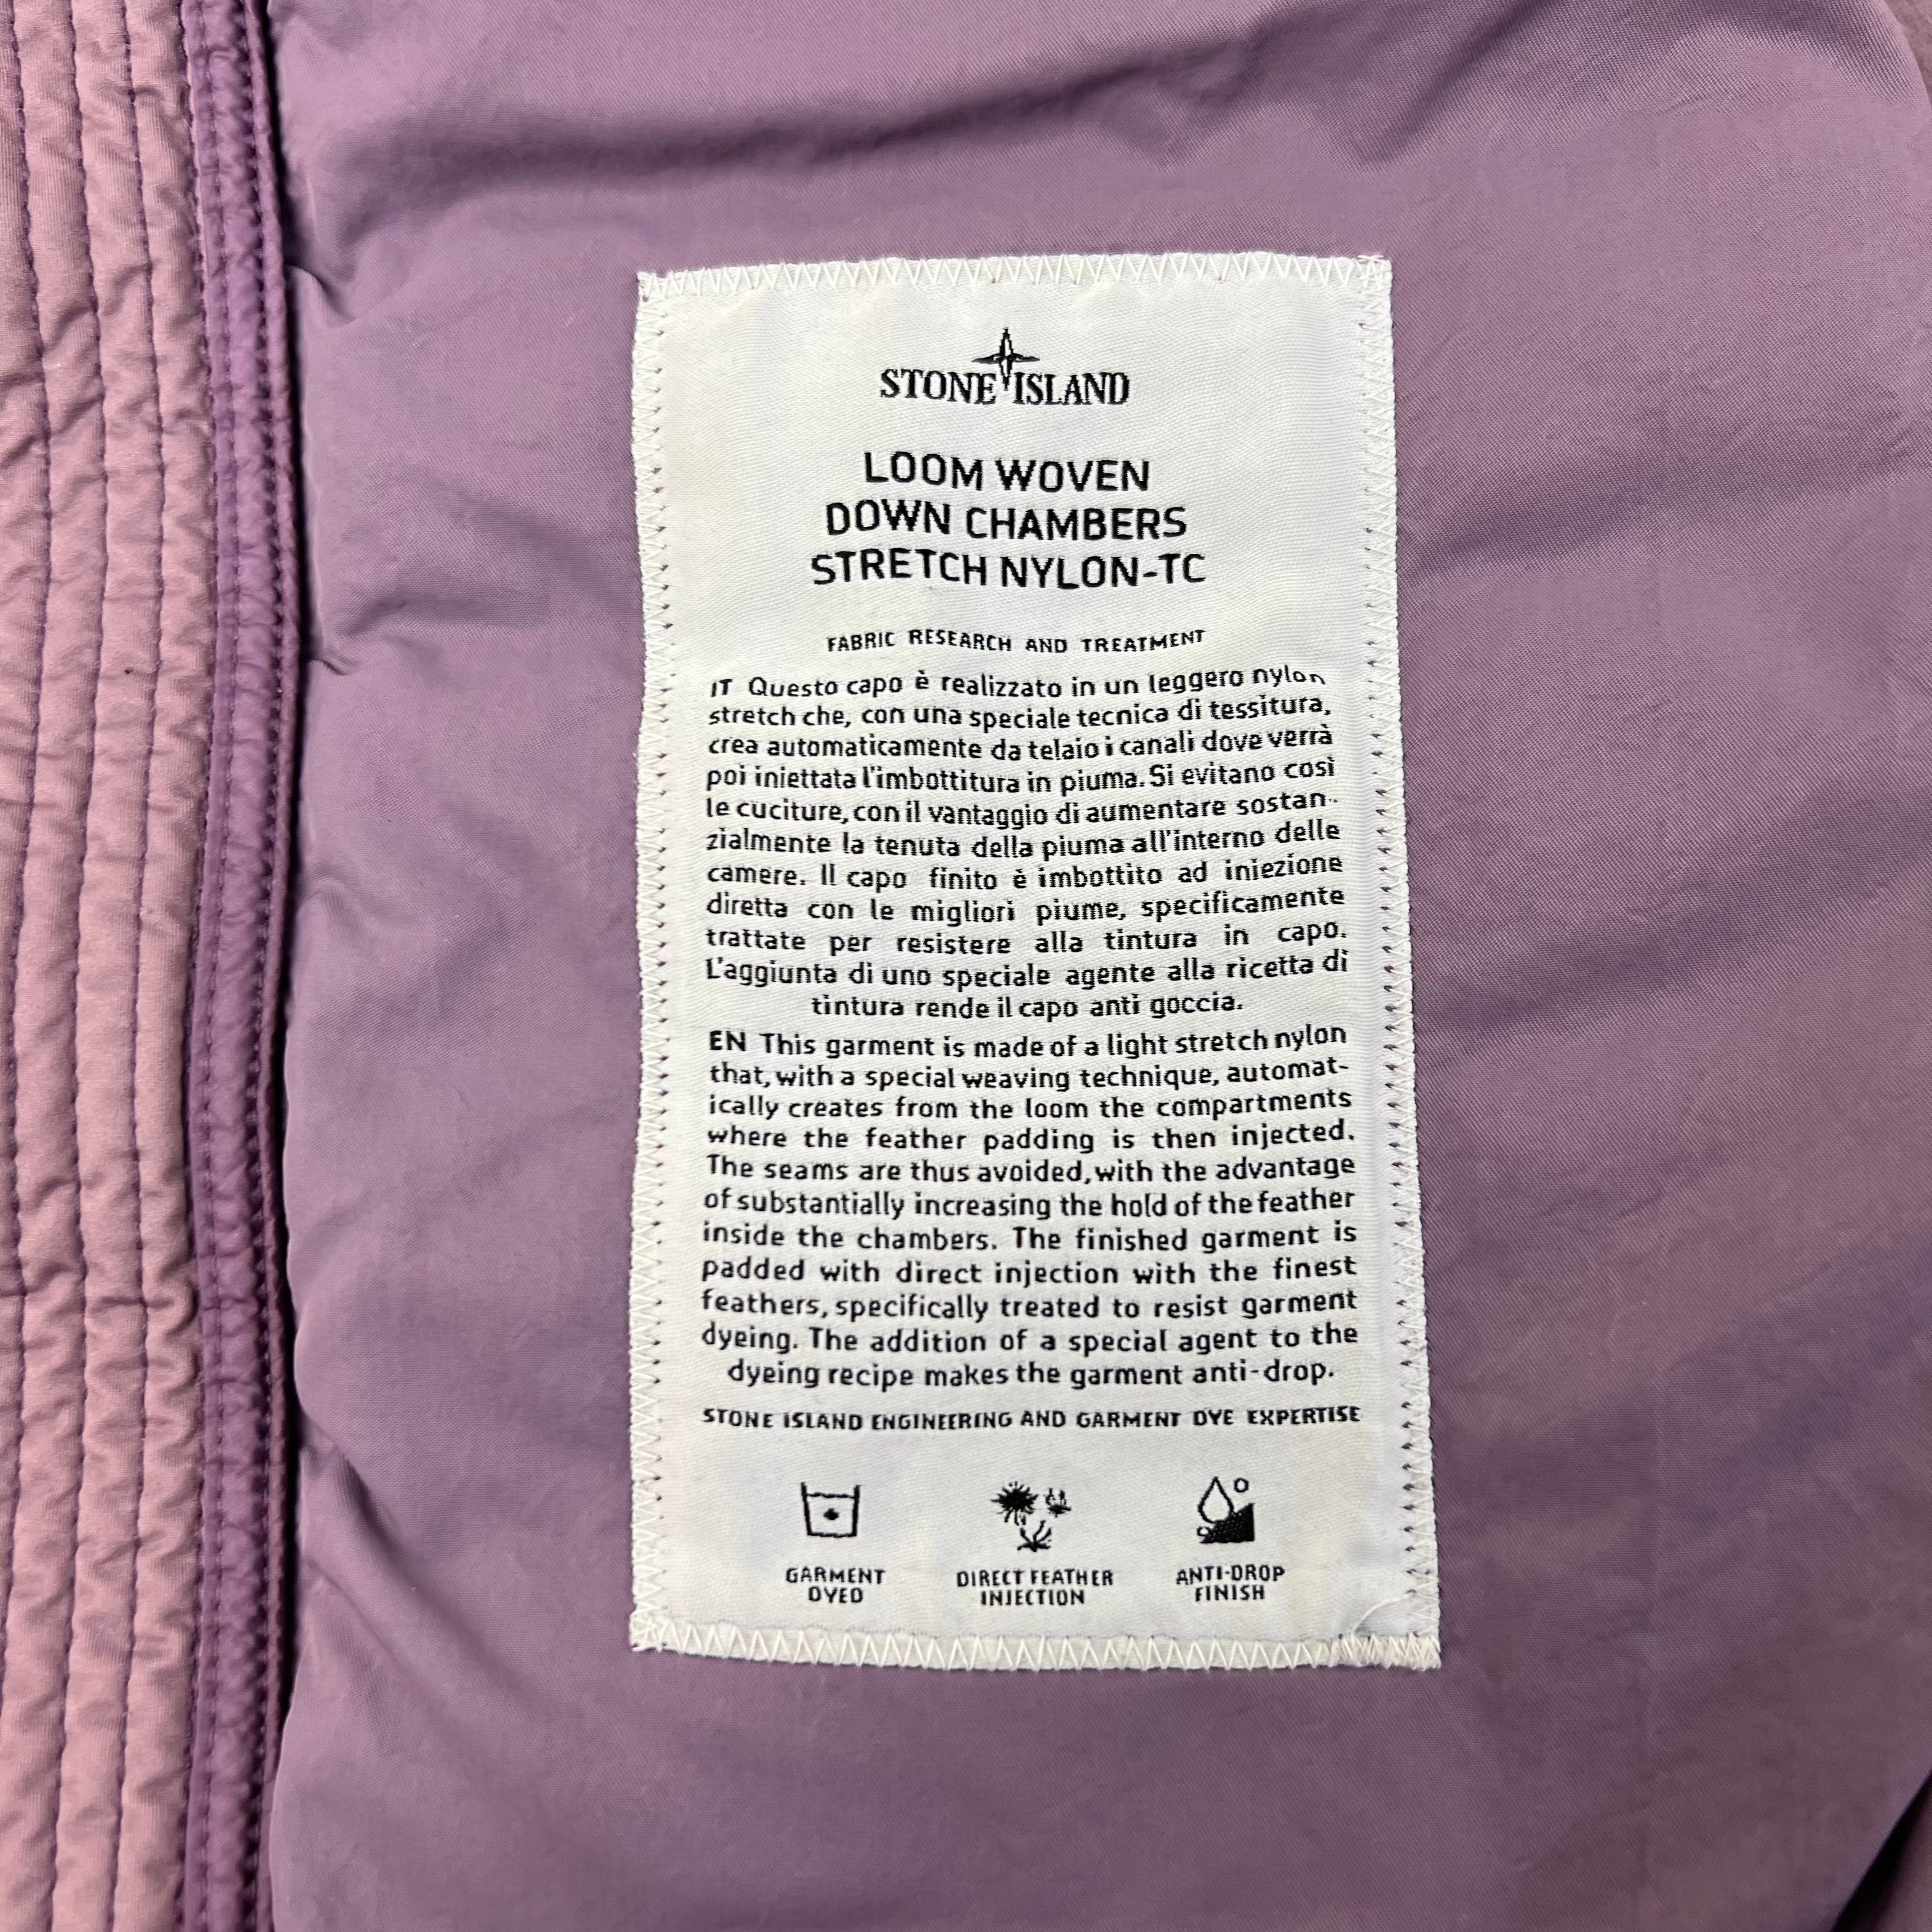 STONE ISLAND
LOOM WOVEN
DOWN CHAMBERS
STRETCH NYLON-TC
FABRIC RESEARCH AND TREATMENT
IT Questo capo è realizzato in un leggero nylon
stretch che, con una speciale tecnica di tessitura,
crea automaticamente da telaio i canali dove verrà
poi iniettata l'imbottitura in piuma. Si evitano così
le cuciture, con il vantaggio di aumentare sostan-
zialmente la tenuta della piuma all'interno delle
camere. Il capo finito è imbottito ad iniezione
diretta con le migliori piume, specificamente
trattate per resistere alla tintura in capo.
L'aggiunta di uno speciale agente alla ricetta di
tintura rende il capo anti goccia.
EN This garment is made of a light stretch nylon
that, with a special weaving technique, automat-
ically creates from the loom the compartments
where the feather padding is then injected.
The seams are thus avoided, with the advantage
of substantially increasing the hold of the feather
inside the chambers. The finished garment is
padded with direct injection with the finest
feathers, specifically treated to resist garment
dyeing. The addition of a special agent to the
dyeing recipe makes the garment anti-drop.
STONE ISLAND ENGINEERING AND GARMENT DYE EXPERTISE
GARMENT DYED
DIRECT FEATHER INJECTION
ANTI-DROP FINISH